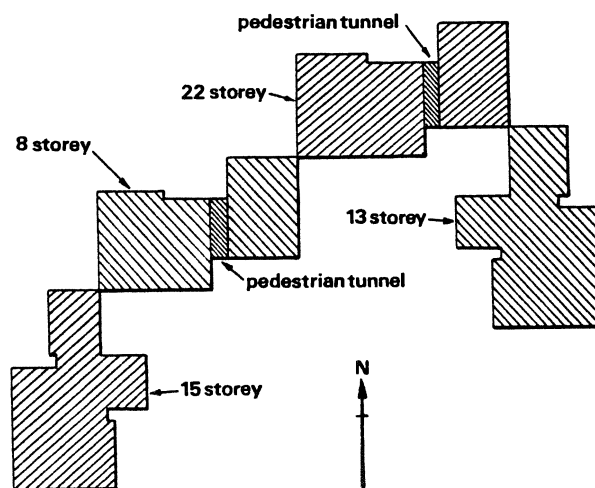 pedestrian tunnel
22 storey
8 storey
13 storey
pedestrian tunnel
N
15 storey